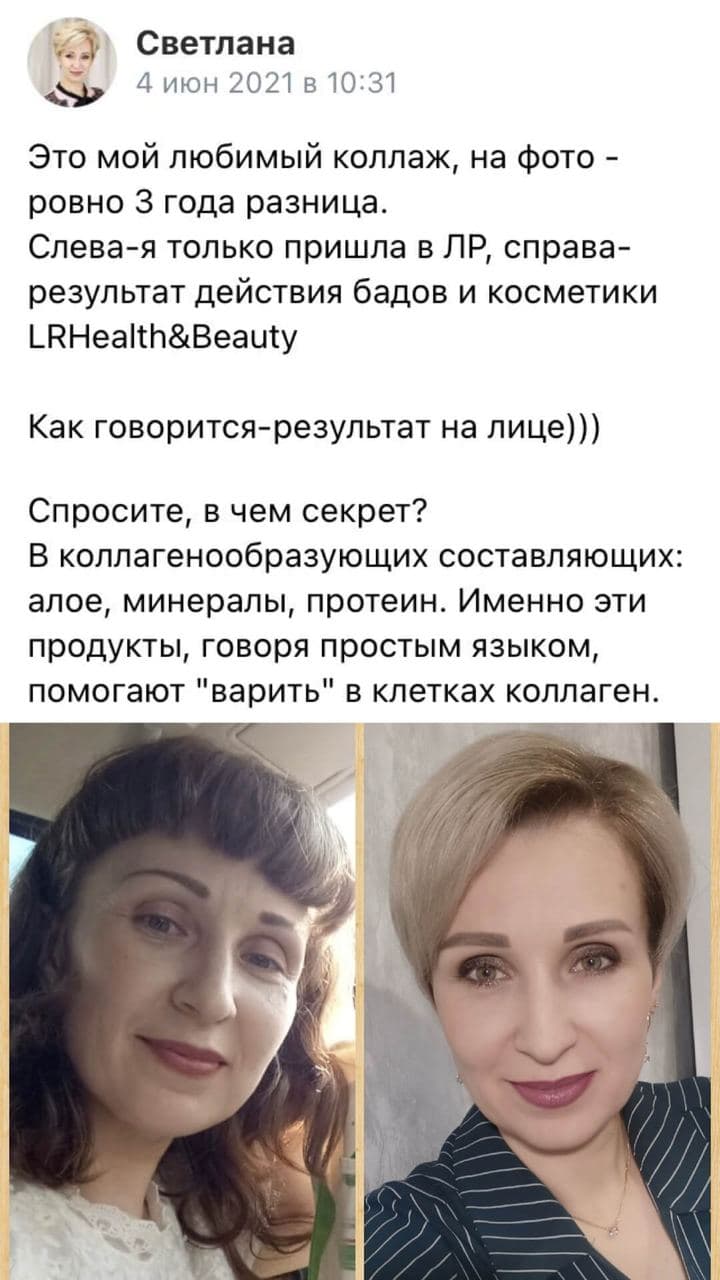 Светлана
4 июн 2021 в 10:31
Это мой любимый коллаж, на фото -
ровно 3 года разница.
Слева-я только пришла в ЛР, справа-
результат действия бадов и косметики
LRHealth&Beauty
Как говорится-результат на лице)))
Спросите, в чем секрет?
В коллагенообразующих составляющих:
алое, минералы, протеин. Именно эти
продукты, говоря простым языком,
помогают "варить" в клетках коллаген.